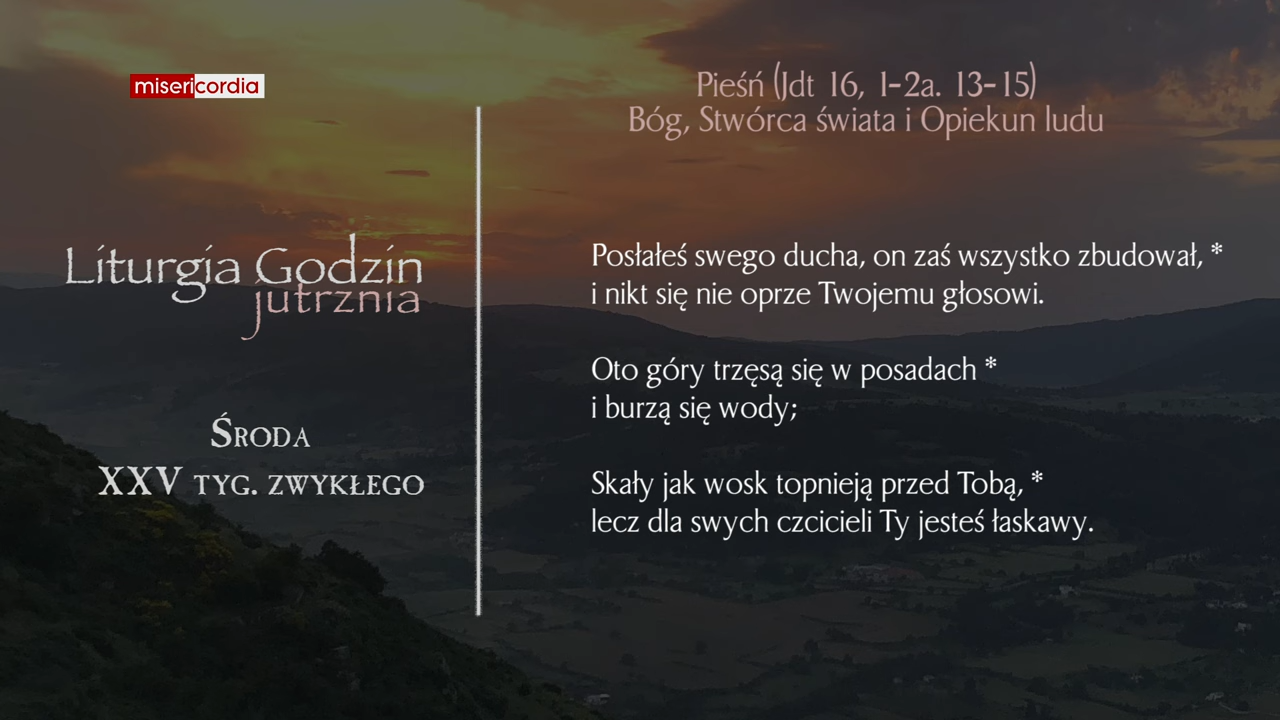 misericordia
Liturgia Godzin
jutrznia
Środa
XXV tyg. zwykłego
Pieśń (Jdt 16, 1-2a. 13-15)
Bóg, Stwórca świata i Opiekun ludu
Posłałeś swego ducha, on zaś wszystko zbudował, *
i nikt się nie oprze Twojemu głosowi.
Oto góry trzęsą się w posadach *
i burzą się wody;
Skały jak wosk topnieją przed Tobą, *
lecz dla swych czcicieli Ty jesteś łaskawy.